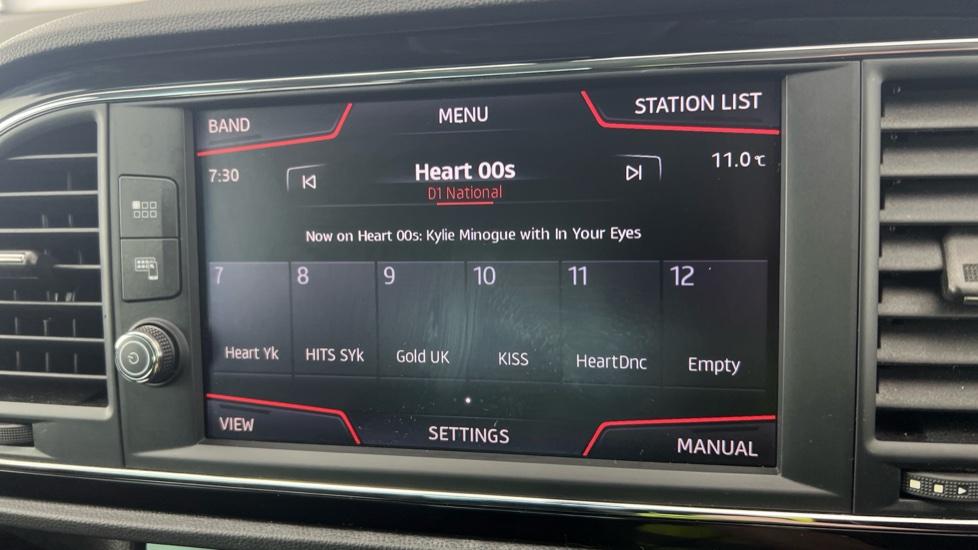 BAND
MENU
STATION LIST
7:30
Heart 00s
11.0 °C
D1 National
Now on Heart 00s: Kylie Minogue with In Your Eyes
7 8 9 10 11 12
Heart Yk HITS SYk Gold UK KISS HeartDnc Empty
VIEW
SETTINGS
MANUAL